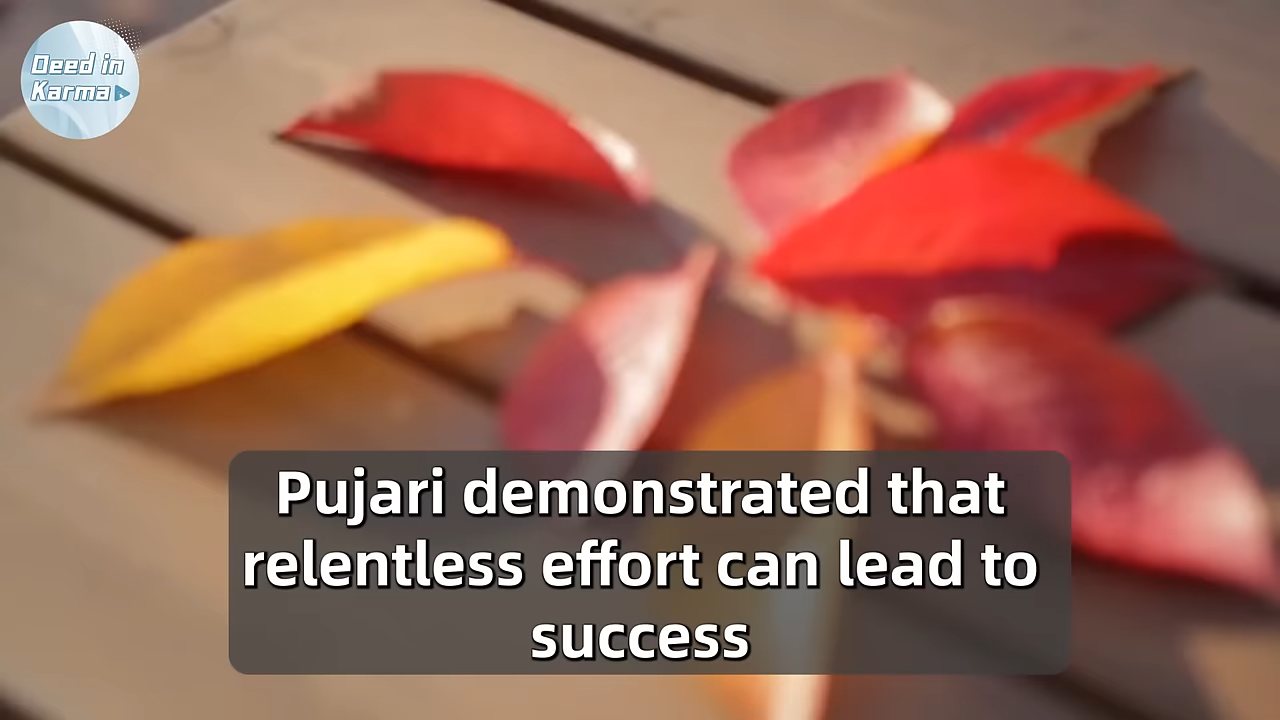 Deed in
Karma
Pujari demonstrated that
relentless effort can lead to
success